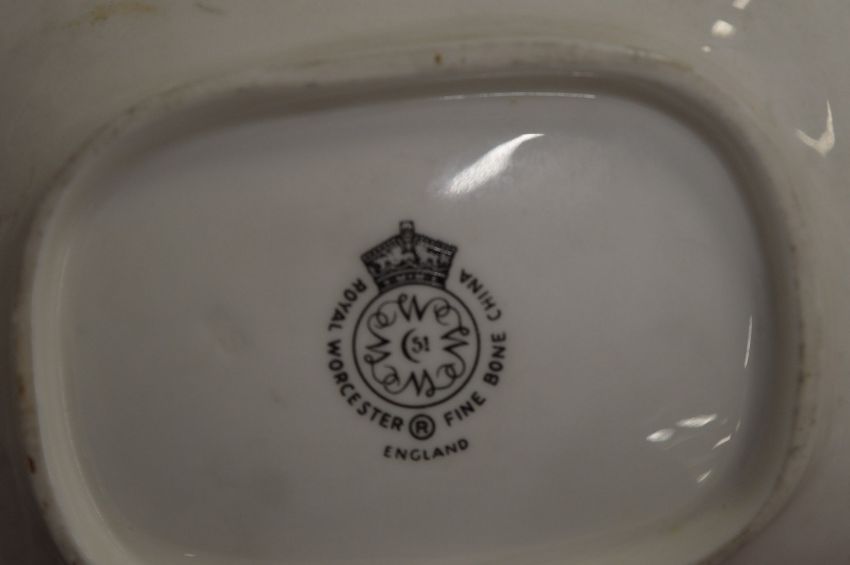 ROYAL WORCESTER ® FINE BONE CHINA
51
ENGLAND